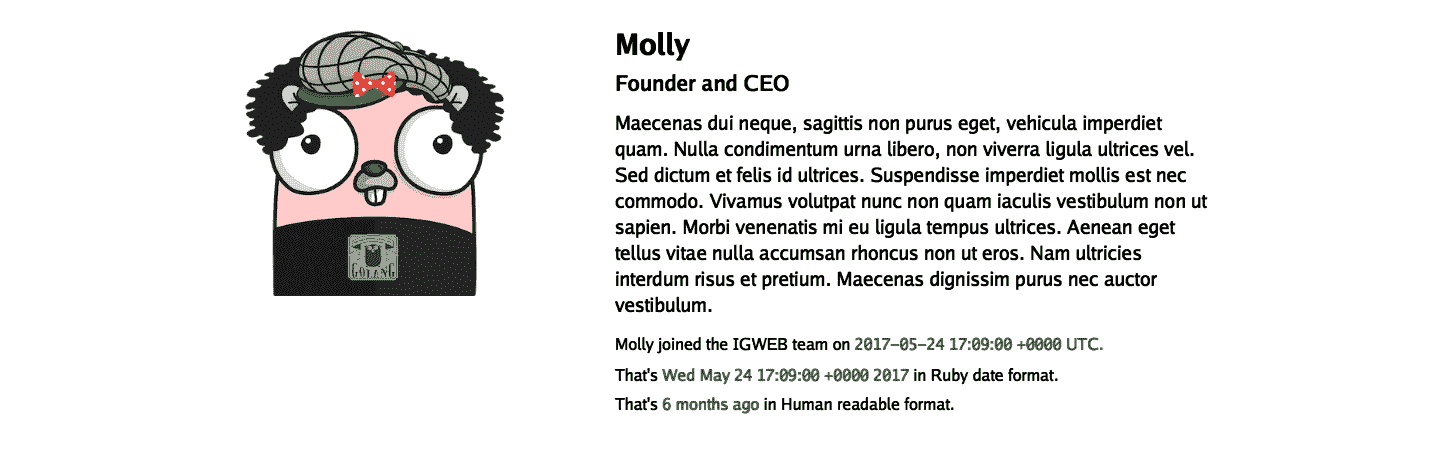 Molly
Founder and CEO
Maecenas dui neque, sagittis non purus eget, vehicula imperdiet
quam. Nulla condimentum urna libero, non viverra ligula ultrices vel.
Sed dictum et felis id ultrices. Suspendisse imperdiet mollis est nec
commodo. Vivamus volutpat nunc non quam iaculis vestibulum non ut
sapien. Morbi venenatis mi eu ligula tempus ultrices. Aenean eget
tellus vitae nulla accumsan rhoncus non ut eros. Nam ultricies
interdum risus et pretium. Maecenas dignissim purus nec auctor
vestibulum.
GOLANG
Molly joined the IGWEB team on 2017-05-24 17:09:00 +0000 UTC.
That's Wed May 24 17:09:00 +0000 2017 in Ruby date format.
That's 6 months ago in Human readable format.